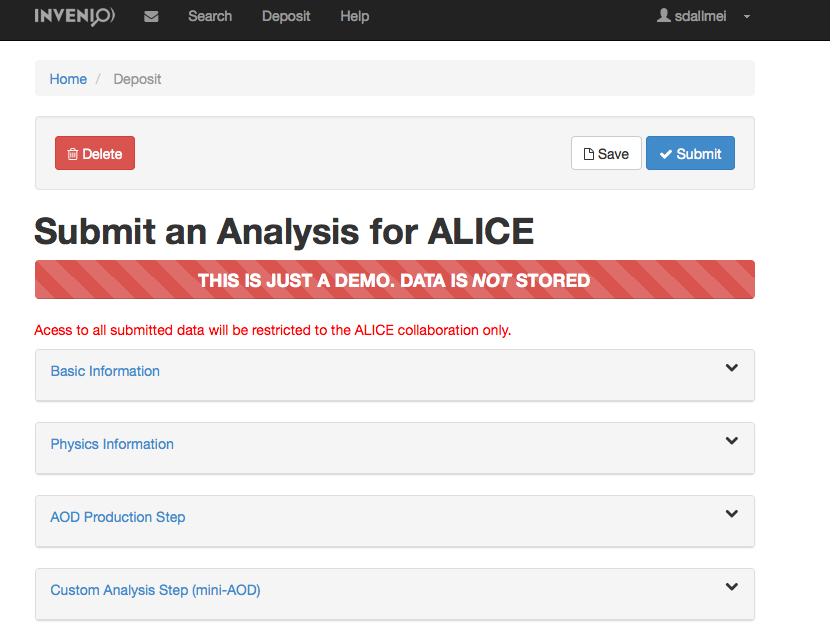 INVENIO Search Deposit Help sdallmei
Home / Deposit
Delete Save Submit
Submit an Analysis for ALICE
THIS IS JUST A DEMO. DATA IS NOT STORED
Acess to all submitted data will be restricted to the ALICE collaboration only.
Basic Information
Physics Information
AOD Production Step
Custom Analysis Step (mini-AOD)